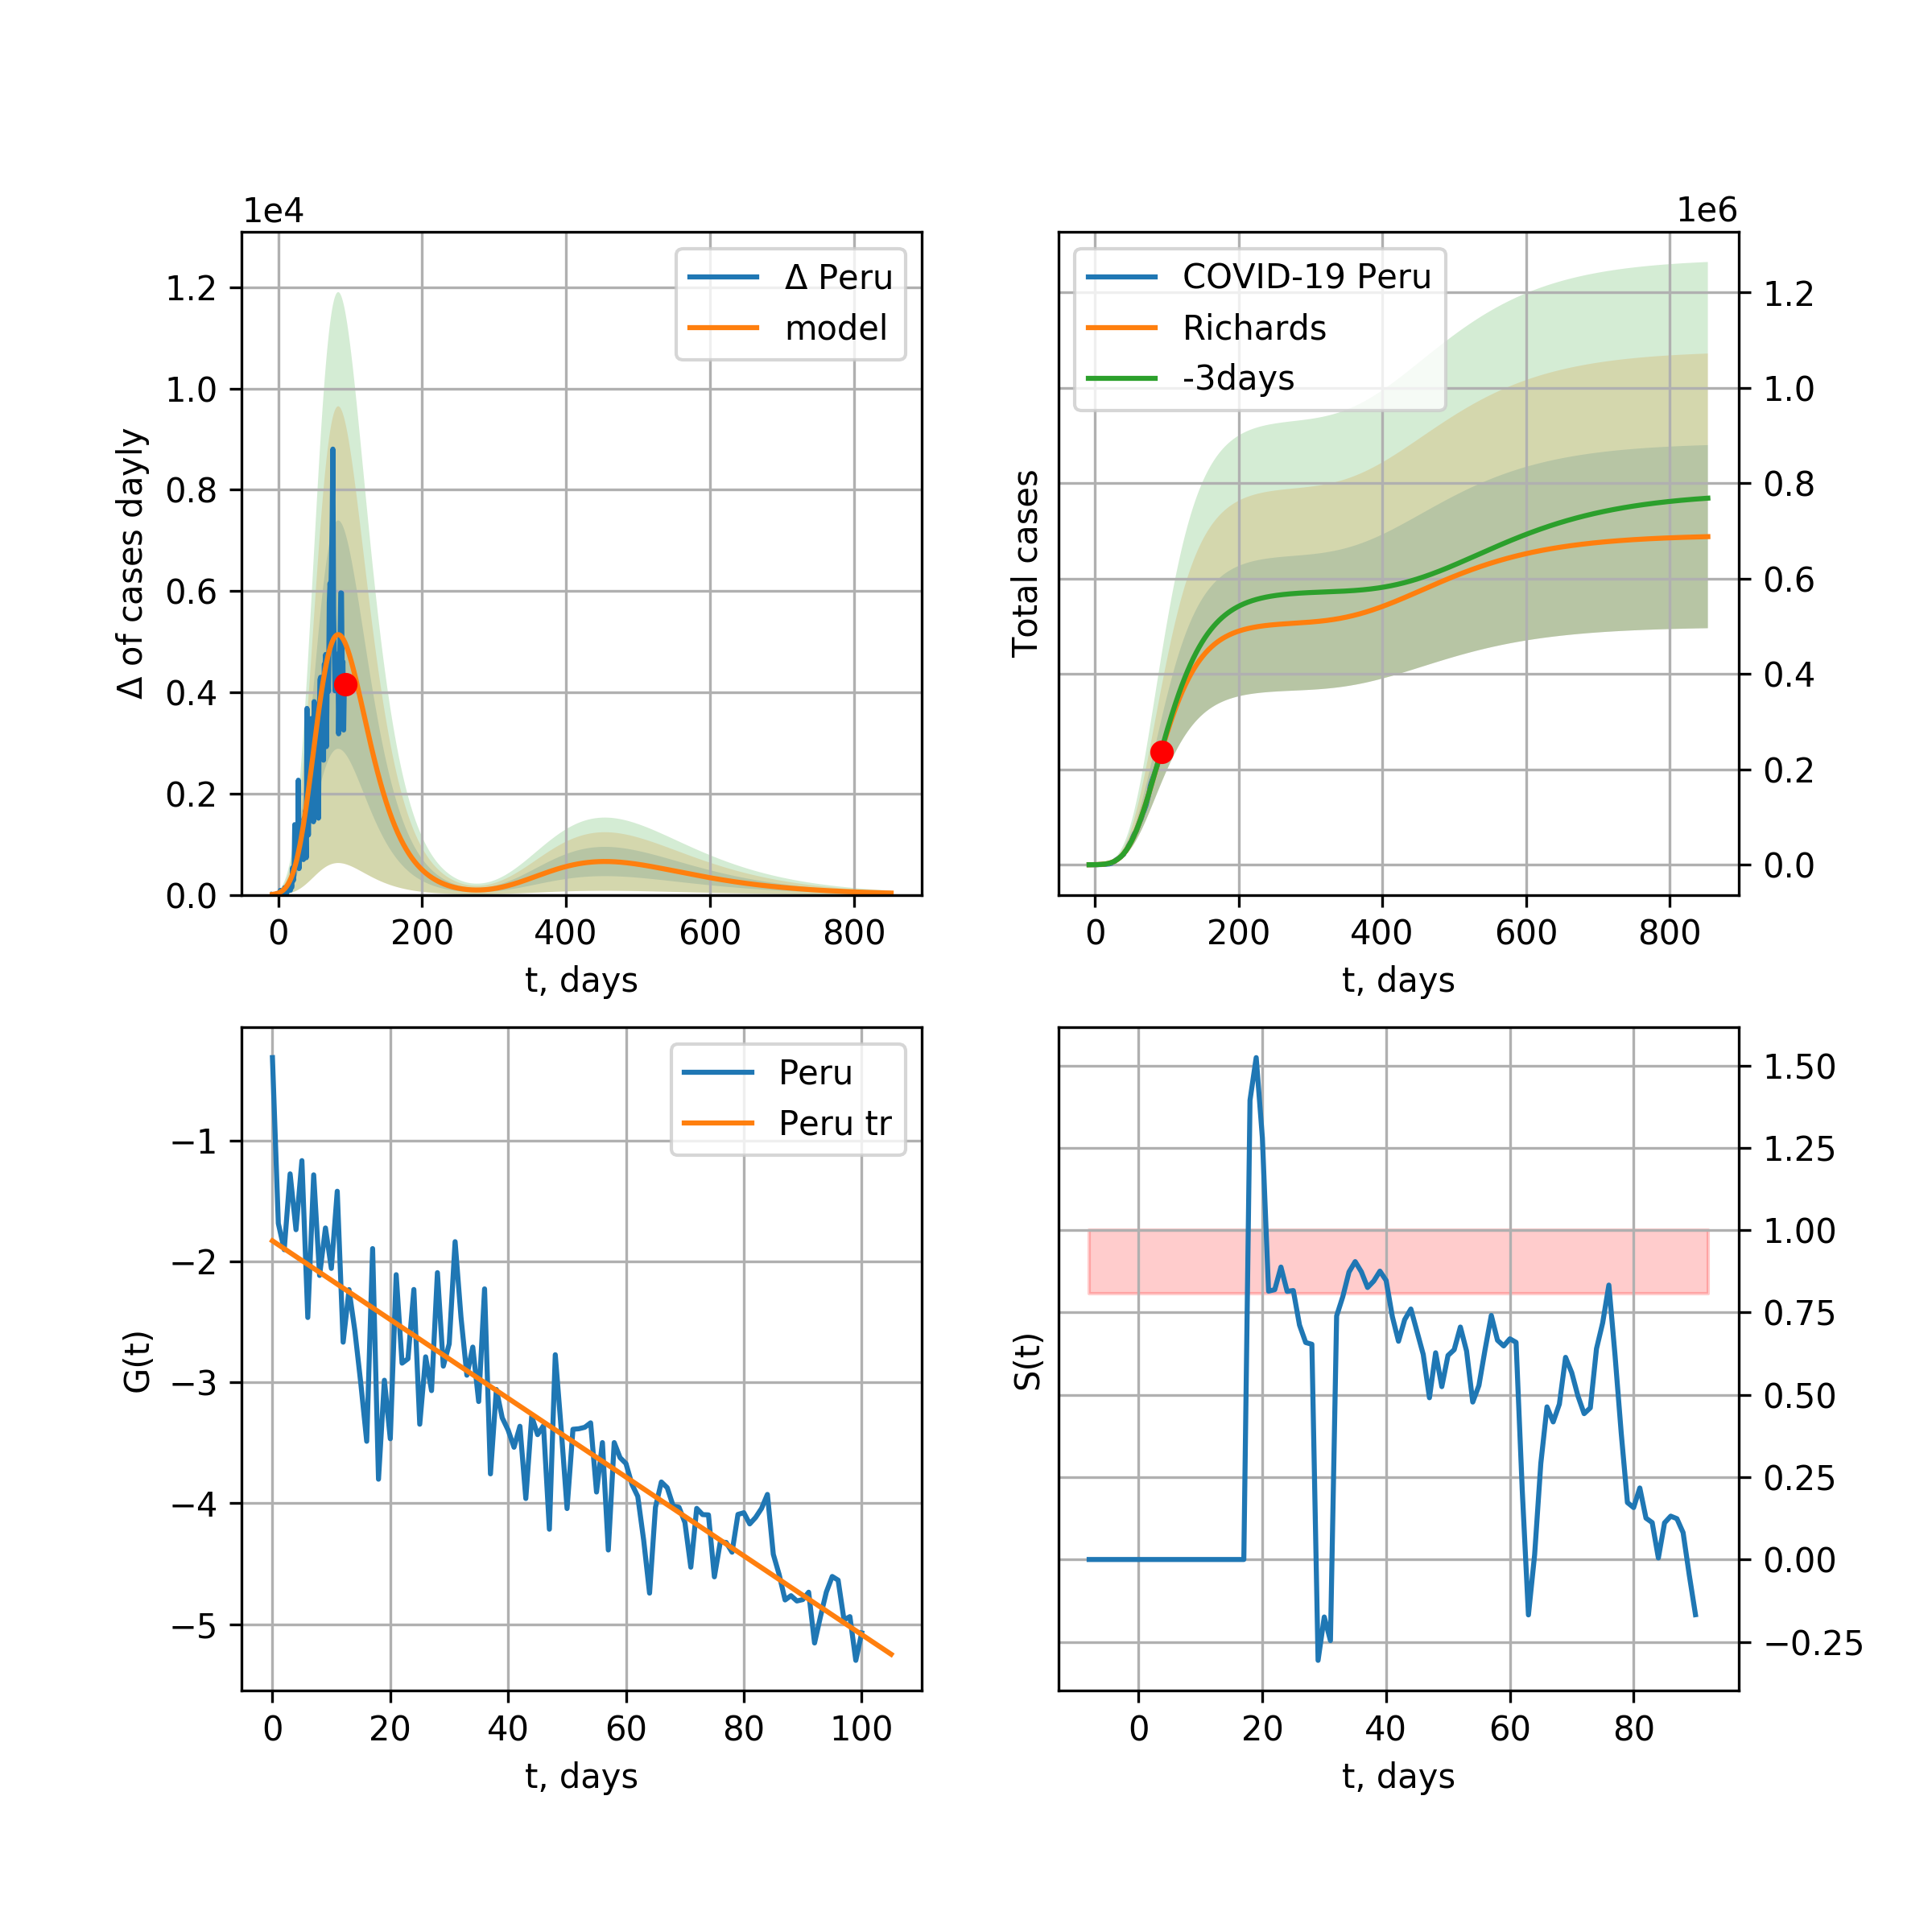 1e4
Δ of cases dayly
1.2
1.0
0.8
0.6
0.4
0.2
0.0
Δ Peru
model
0 200 400 600 800
t, days
1e6
Total cases
COVID-19 Peru
Richards
-3days
1.2
1.0
0.8
0.6
0.4
0.2
0.0
0 200 400 600 800
t, days
G(t)
−1
−2
−3
−4
−5
Peru
Peru tr
0 20 40 60 80 100
t, days
S(t)
1.50
1.25
1.00
0.75
0.50
0.25
0.00
−0.25
0 20 40 60 80
t, days